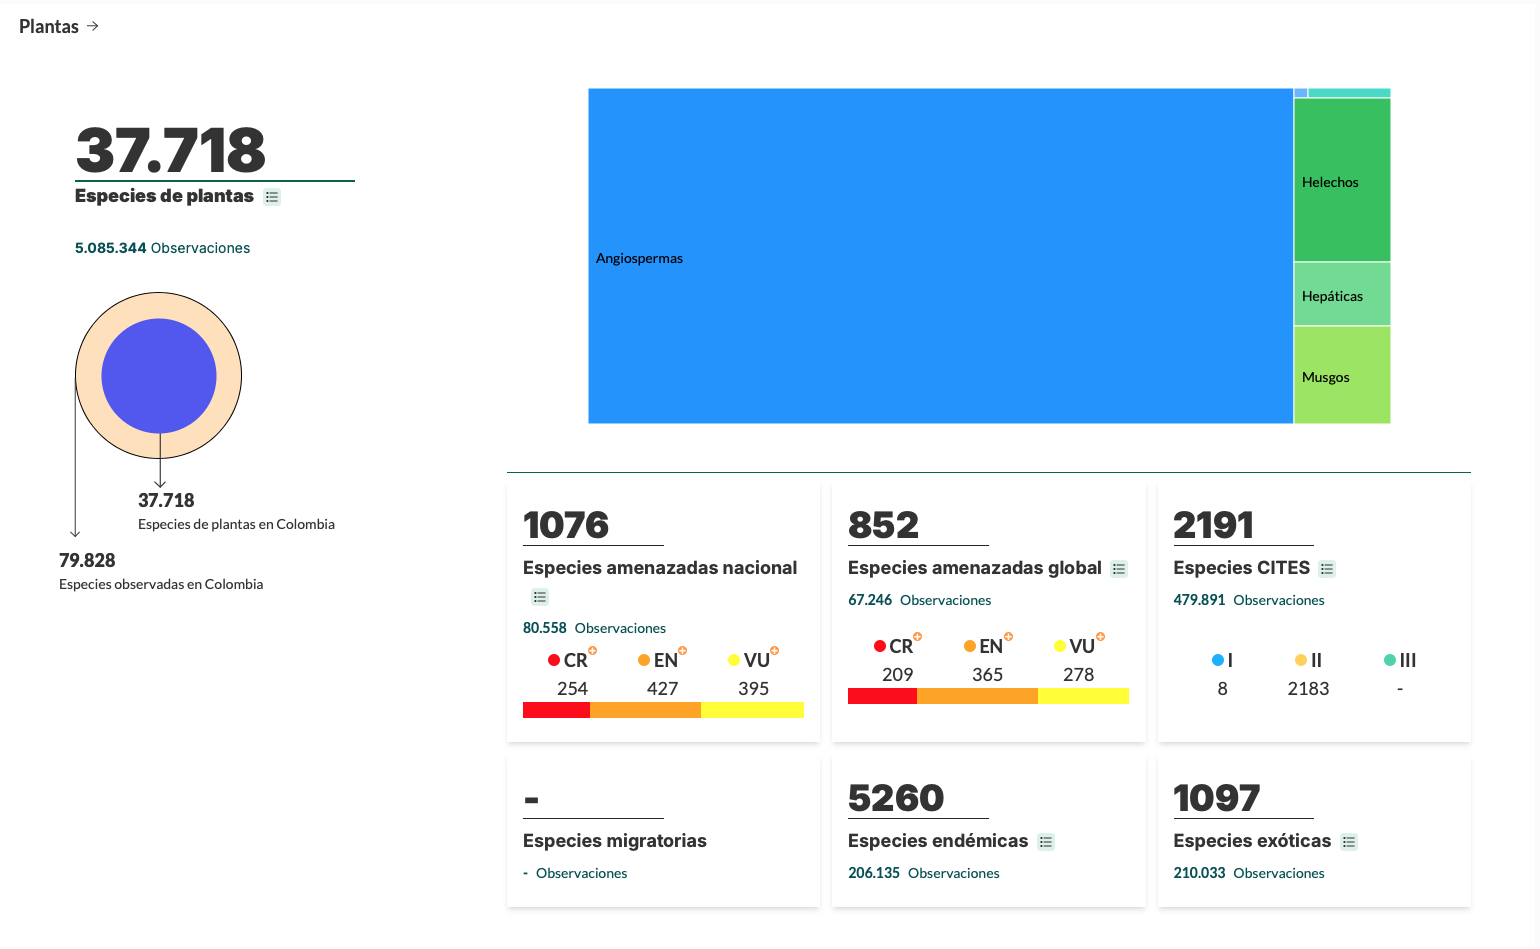 Plantas →
37.718
Especies de plantas
5.085.344 Observaciones
37.718
Especies de plantas en Colombia
79.828
Especies observadas en Colombia
Angiospermas
Helechos
Hepáticas
Musgos
1076
Especies amenazadas nacional
80.558 Observaciones
CR EN VU
254 427 395
852
Especies amenazadas global
67.246 Observaciones
CR EN VU
209 365 278
2191
Especies CITES
479.891 Observaciones
I II III
8 2183 -
-
Especies migratorias
- Observaciones
5260
Especies endémicas
206.135 Observaciones
1097
Especies exóticas
210.033 Observaciones